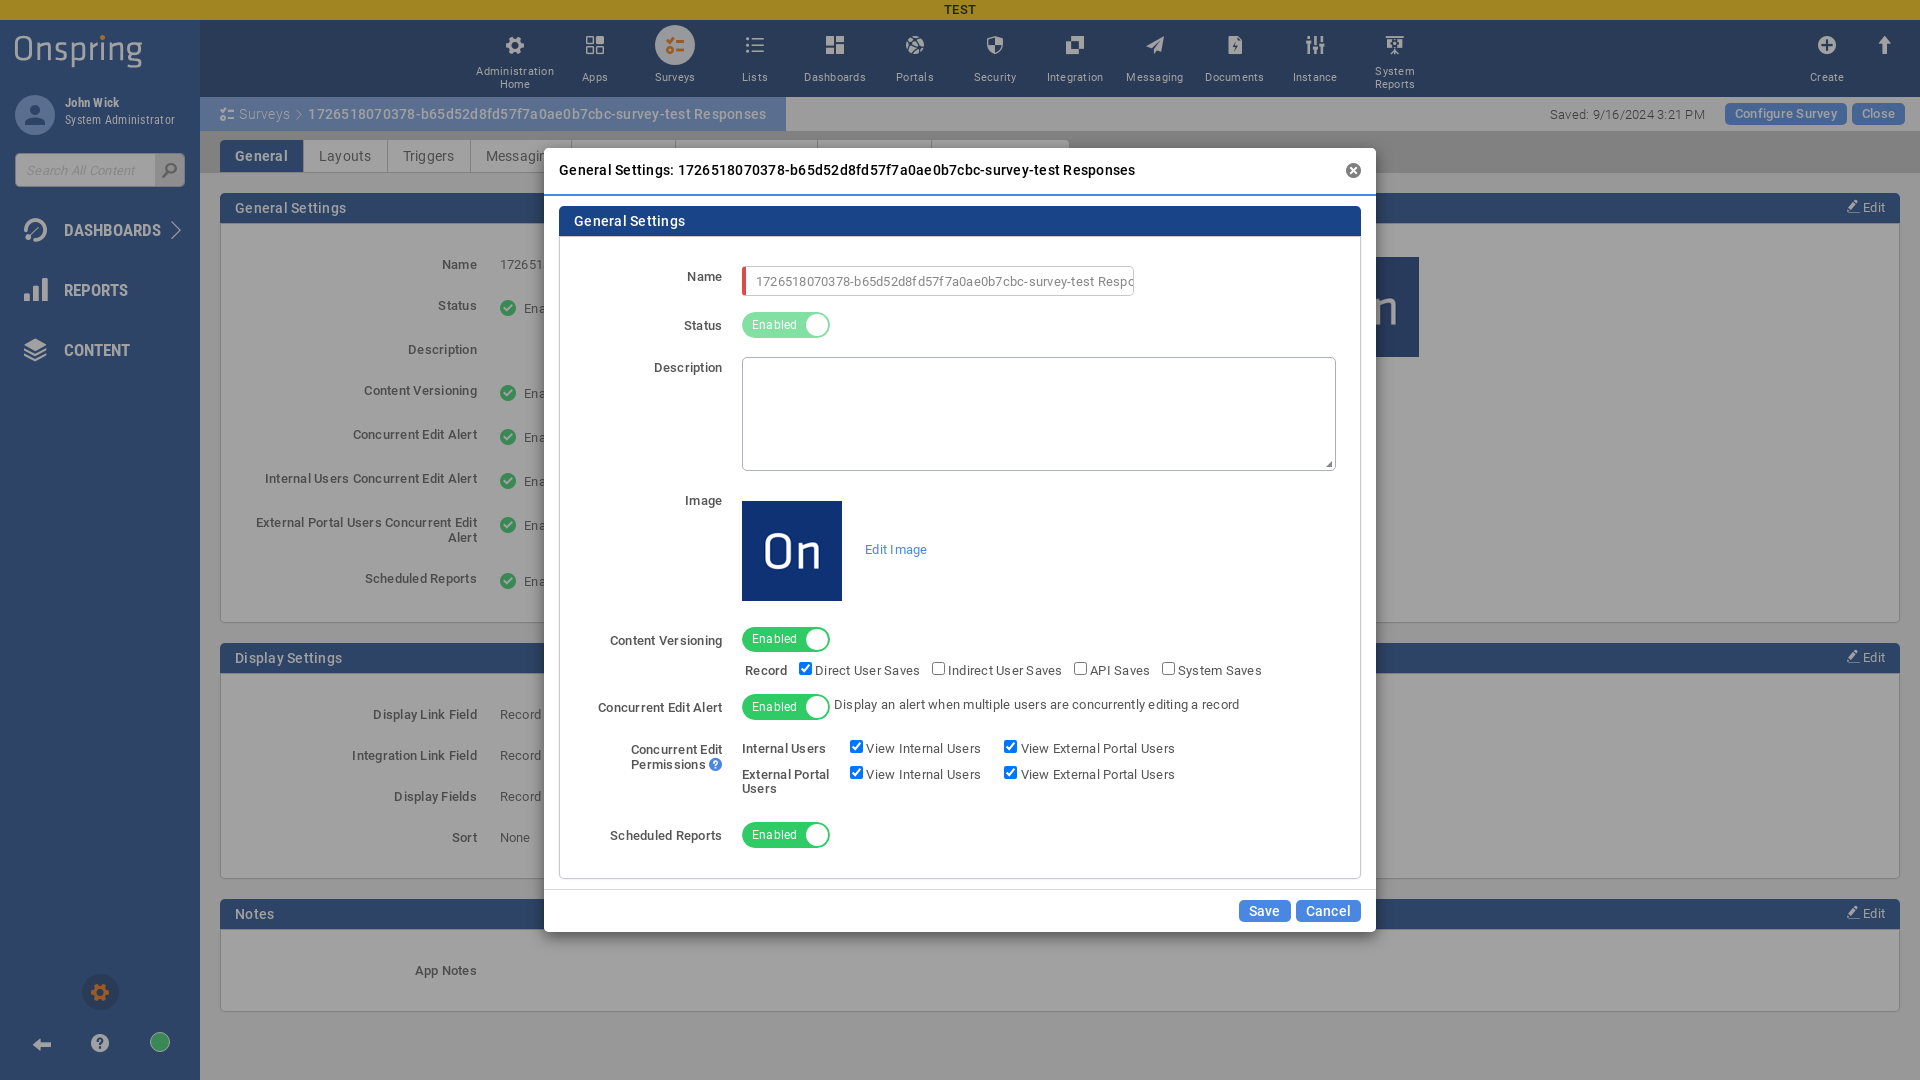 TEST
Onspring
John Wick
System Administrator
Search All Content
DASHBOARDS
REPORTS
CONTENT
Administration Home
Apps
Surveys
Lists
Dashboards
Portals
Security
Integration
Messaging
Documents
Instance
System Reports
Create
Surveys
1726518070378-b65d52d8fd57f7a0ae0b7cbc-survey-test Responses
Saved: 9/16/2024 3:21 PM
Configure Survey
Close
General
Layouts
Triggers
Messagin
General Settings
Edit
Name
172651
Status
Ena
Description
Content Versioning
Ena
Concurrent Edit Alert
Ena
Internal Users Concurrent Edit Alert
Ena
External Portal Users Concurrent Edit
Alert
Ena
Scheduled Reports
Ena
Display Settings
Edit
Display Link Field
Record
Integration Link Field
Record
Display Fields
Record
Sort
None
Notes
Edit
App Notes
General Settings: 1726518070378-b65d52d8fd57f7a0ae0b7cbc-survey-test Responses
General Settings
Name
1726518070378-b65d52d8fd57f7a0ae0b7cbc-survey-test Respo
Status
Enabled
Description
Image
On
Edit Image
Content Versioning
Enabled
Record Direct User Saves Indirect User Saves API Saves System Saves
Concurrent Edit Alert
Enabled
Display an alert when multiple users are concurrently editing a record
Concurrent Edit
Permissions
Internal Users View Internal Users View External Portal Users
External Portal
Users
View Internal Users View External Portal Users
Scheduled Reports
Enabled
Save
Cancel